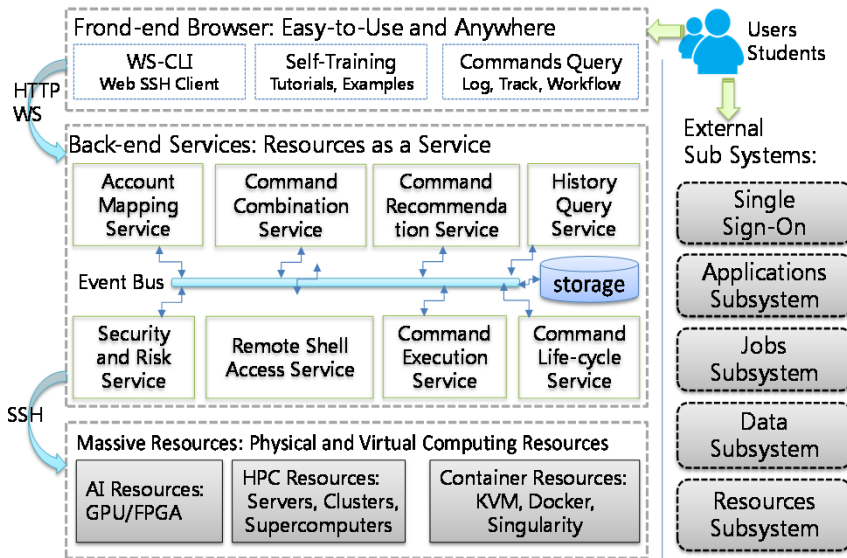 Frond-end Browser: Easy-to-Use and Anywhere
WS-CLI
Web SSH Client
Self-Training
Tutorials, Examples
Commands Query
Log, Track, Workflow
Users
Students
HTTP
WS
Back-end Services: Resources as a Service
Account
Mapping
Service
Command
Combination
Service
Command
Recommenda
tion Service
History
Query
Service
Event Bus
storage
Security
and Risk
Service
Remote Shell
Access Service
Command
Execution
Service
Command
Life-cycle
Service
SSH
Massive Resources: Physical and Virtual Computing Resources
AI Resources:
GPU/FPGA
HPC Resources:
Servers, Clusters,
Supercomputers
Container Resources:
KVM, Docker,
Singularity
External
Sub Systems:
Single
Sign-On
Applications
Subsystem
Jobs
Subsystem
Data
Subsystem
Resources
Subsystem